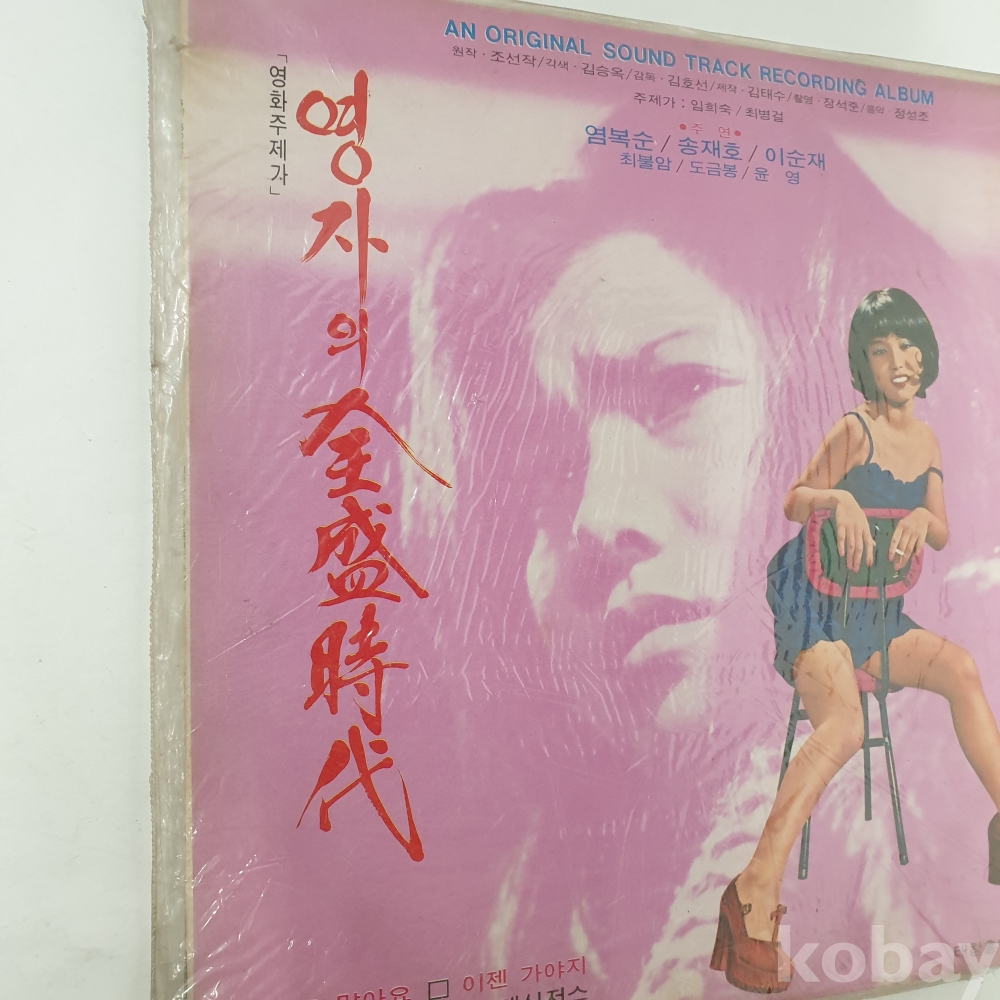 AN ORIGINAL SOUND TRACK RECORDING ALBUM
원작·조선작/각색·김승옥/감독·김호선/제작·김태수/촬영·장석준/음악·정성조
주제가 : 임희숙/최병걸
●주 연●
염복순/송재호/이순재
최불암/도금봉/윤 영
「영화주제가」
영자의 全盛時代
말아요 □ 이젠 가야지
kobay